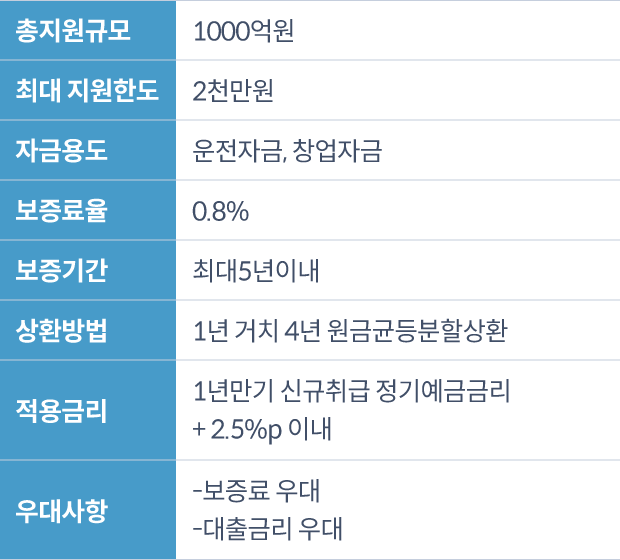 총지원규모 1000억원
최대 지원한도 2천만원
자금용도 운전자금, 창업자금
보증료율 0.8%
보증기간 최대5년이내
상환방법 1년 거치 4년 원금균등분할상환
적용금리 1년만기 신규취급 정기예금금리
+ 2.5%p 이내
우대사항 -보증료 우대
-대출금리 우대